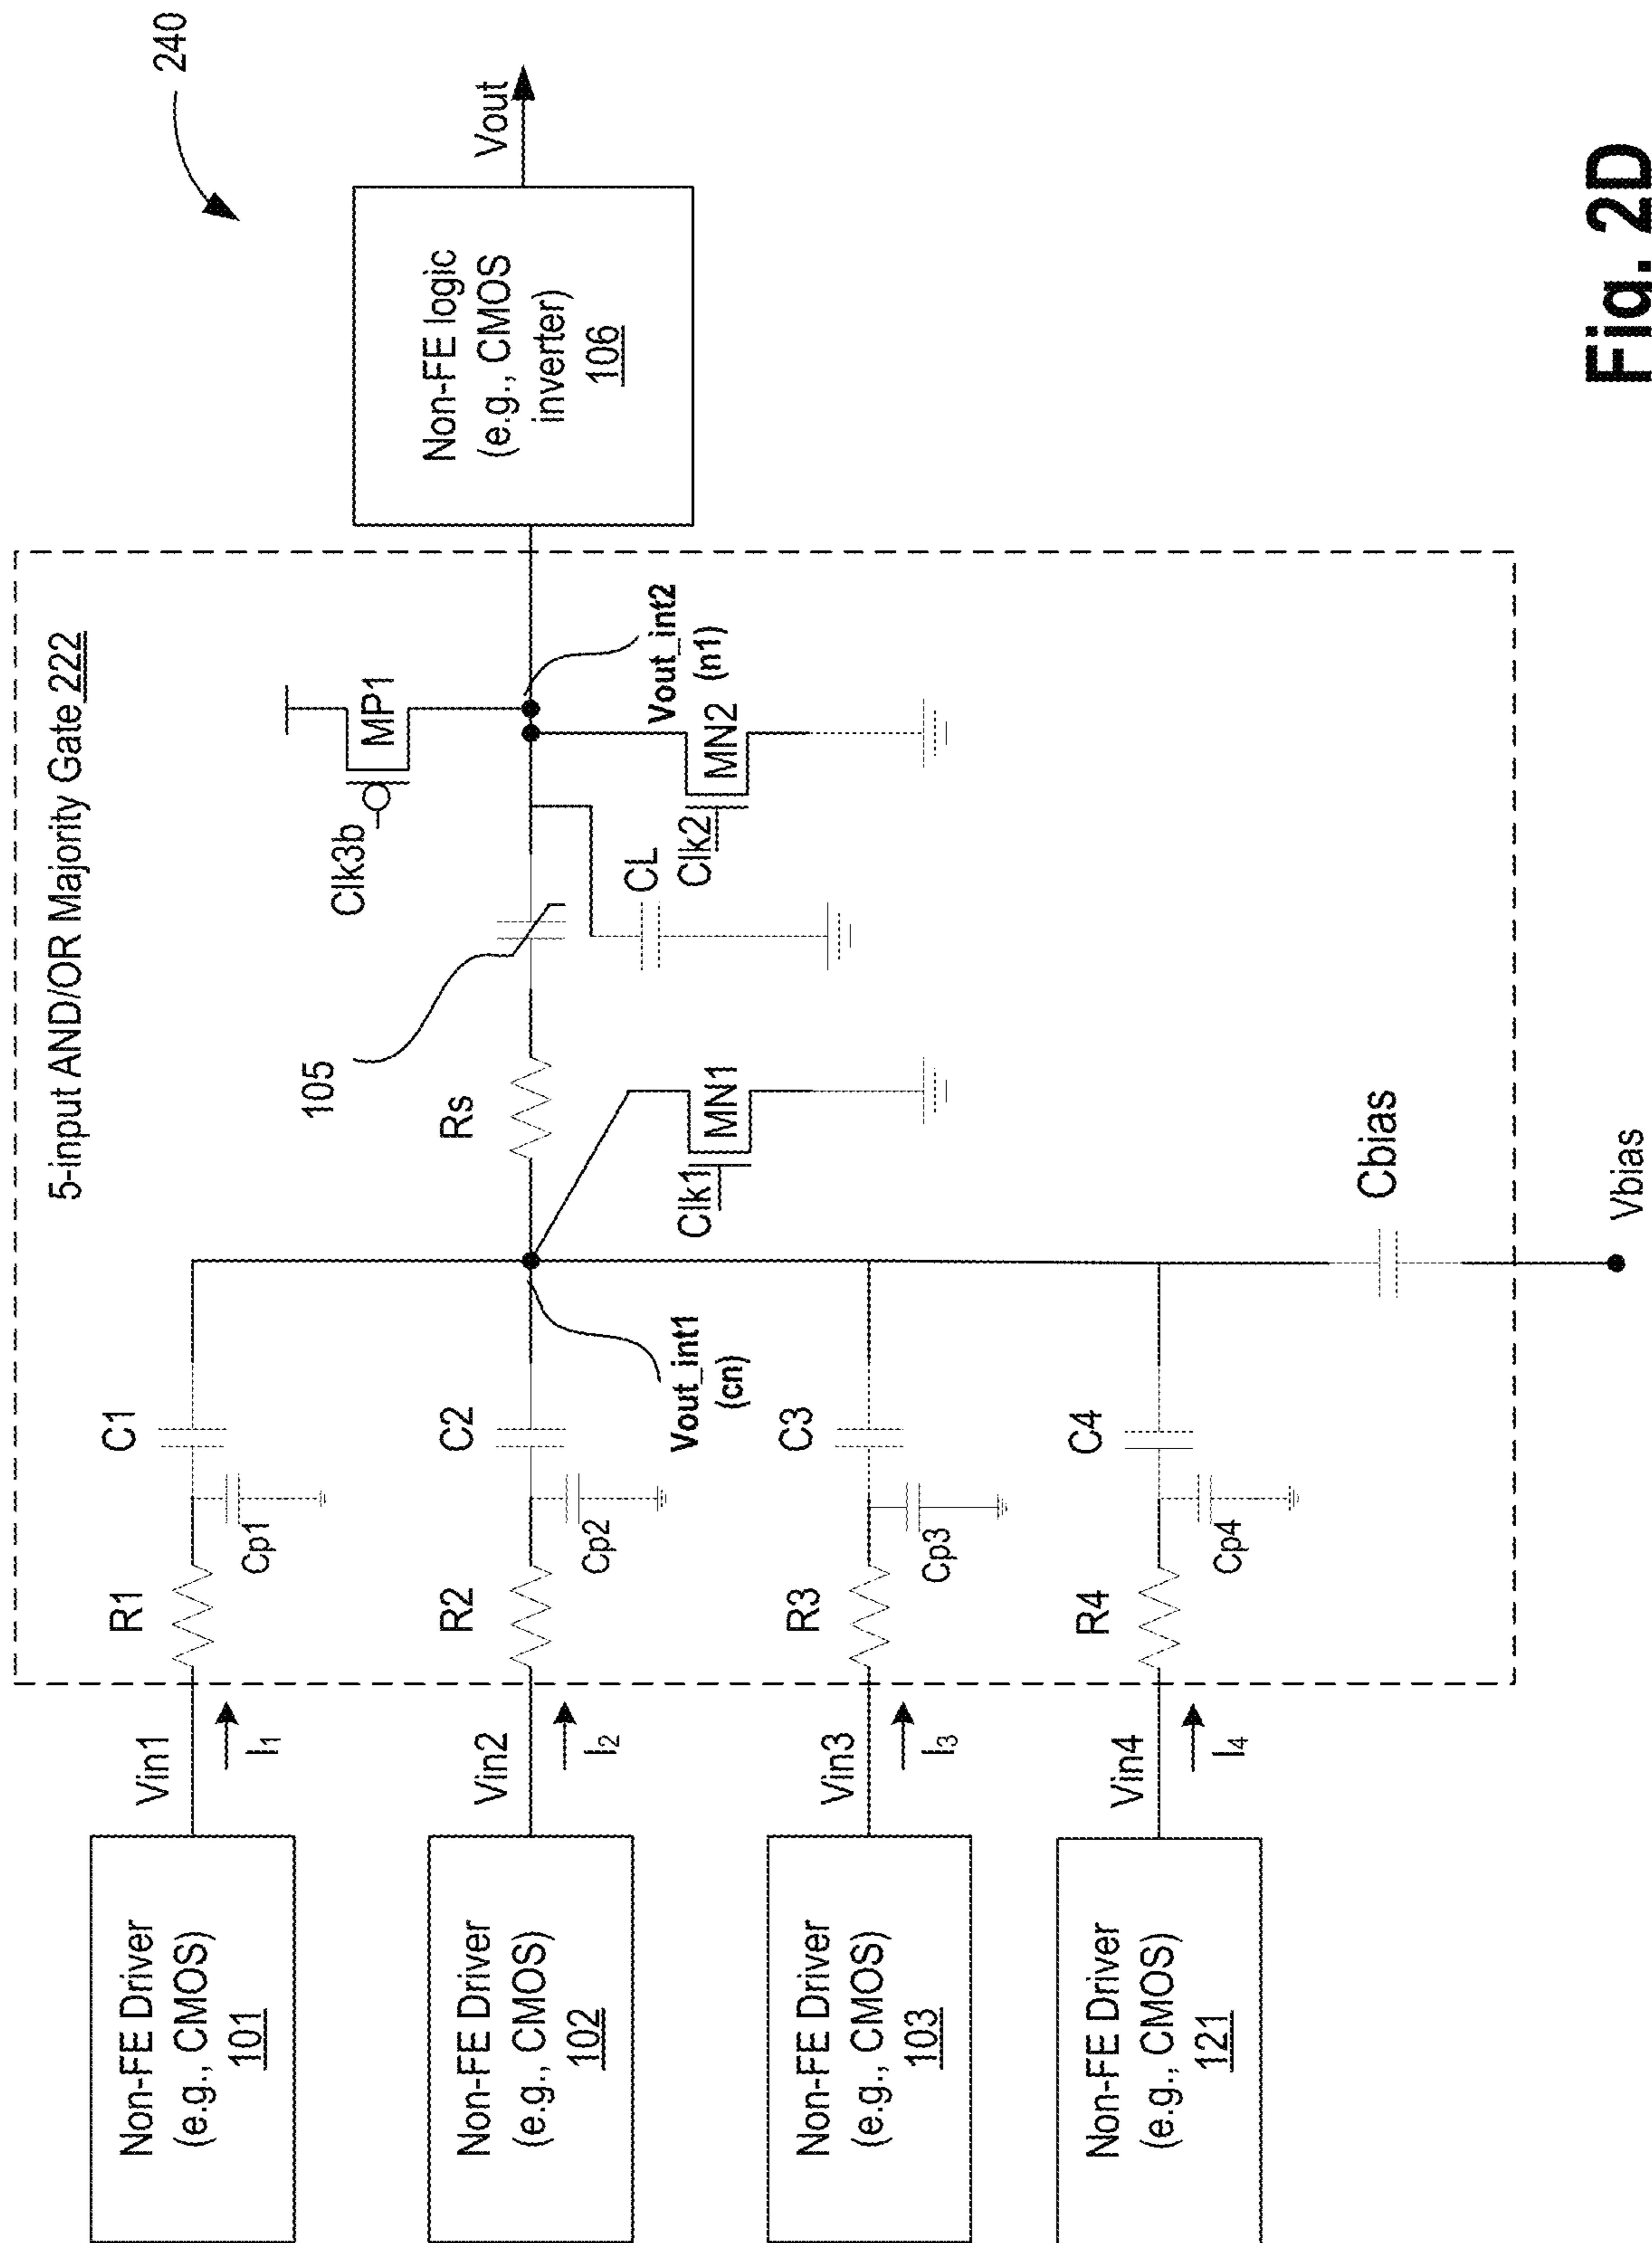 240
5-input AND/OR Majority Gate 222
Non-FE Driver
(e.g., CMOS)
101
Vin1
I1
R1
Cp1
C1
Non-FE Driver
(e.g., CMOS)
102
Vin2
I2
R2
Cp2
C2
Vout_int1
(cn)
Rs
105
Clk1
MN1
CL
Clk3b
MP1
Clk2
MN2
Vout_int2
(n1)
Non-FE logic
(e.g., CMOS
inverter)
106
Vout
Non-FE Driver
(e.g., CMOS)
103
Vin3
I3
R3
Cp3
C3
Non-FE Driver
(e.g., CMOS)
121
Vin4
I4
R4
Cp4
C4
Cbias
Vbias
Fig. 2D